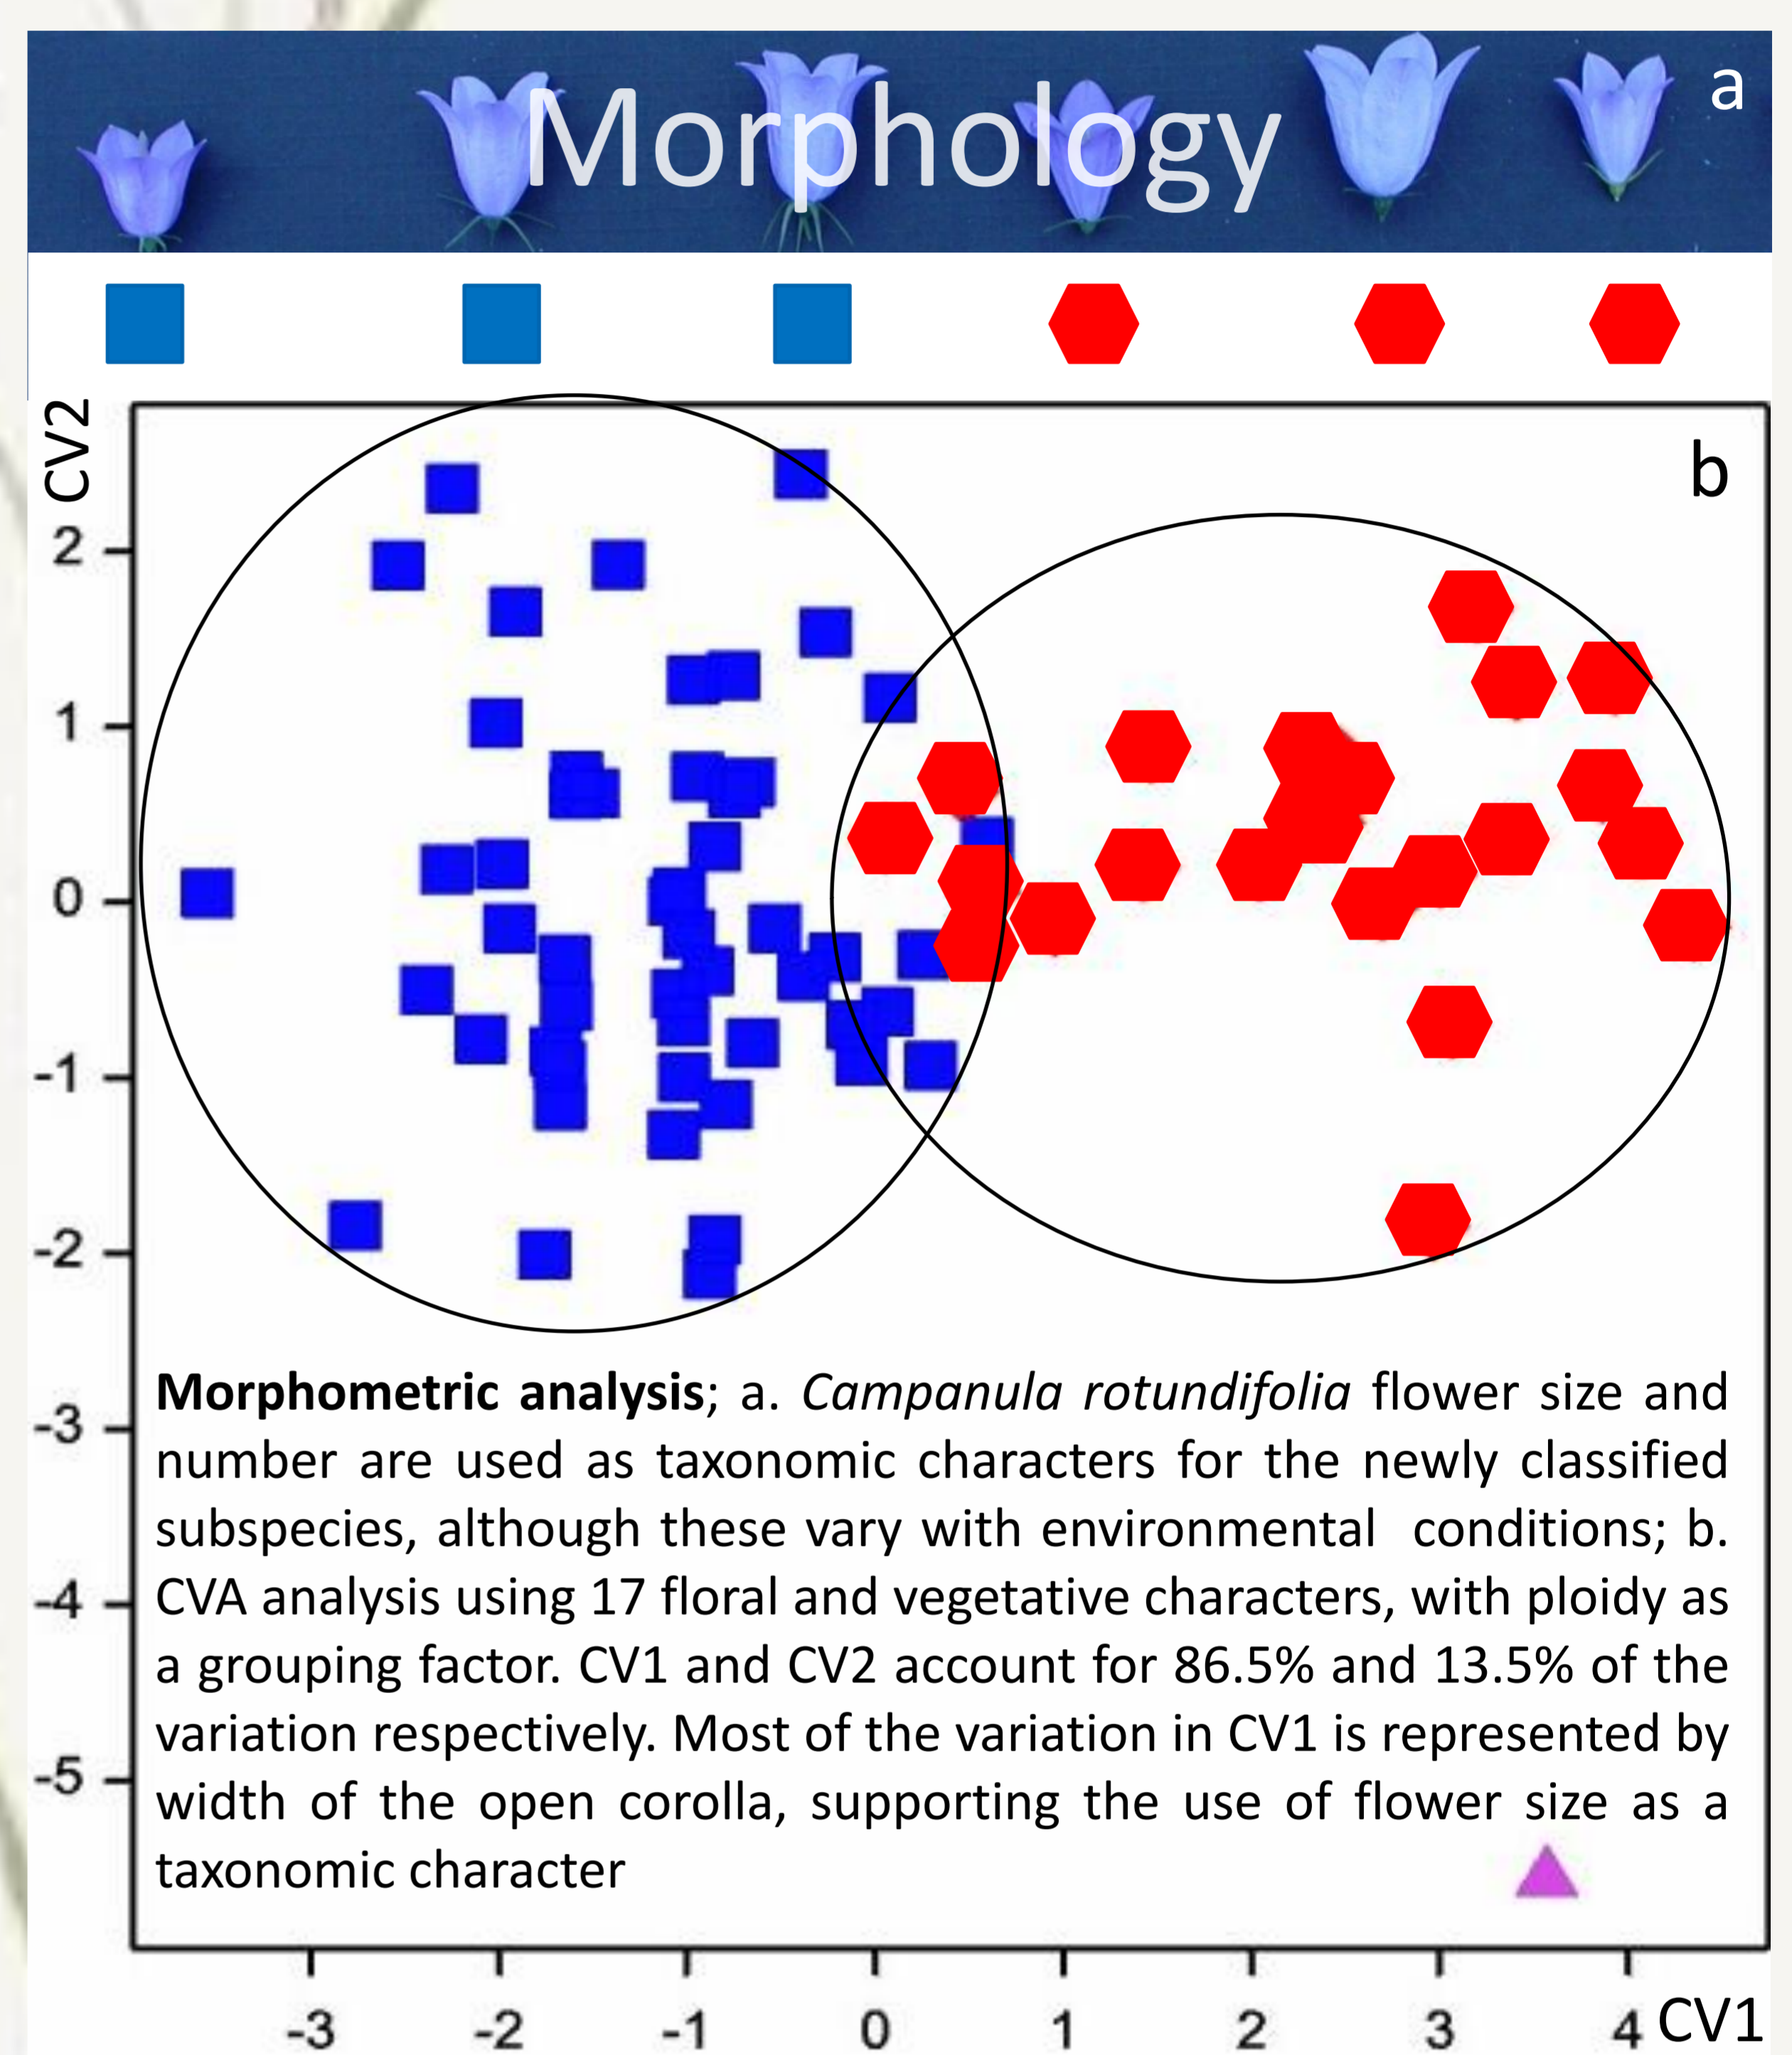 Morphology
a
CV2
b
2
1
0
-1
-2
-3
-4
-5
Morphometric analysis; a. Campanula rotundifolia flower size and
number are used as taxonomic characters for the newly classified
subspecies, although these vary with environmental conditions; b.
CVA analysis using 17 floral and vegetative characters, with ploidy as
a grouping factor. CV1 and CV2 account for 86.5% and 13.5% of the
variation respectively. Most of the variation in CV1 is represented by
width of the open corolla, supporting the use of flower size as a
taxonomic character
-3 -2 -1 0 1 2 3 4 CV1